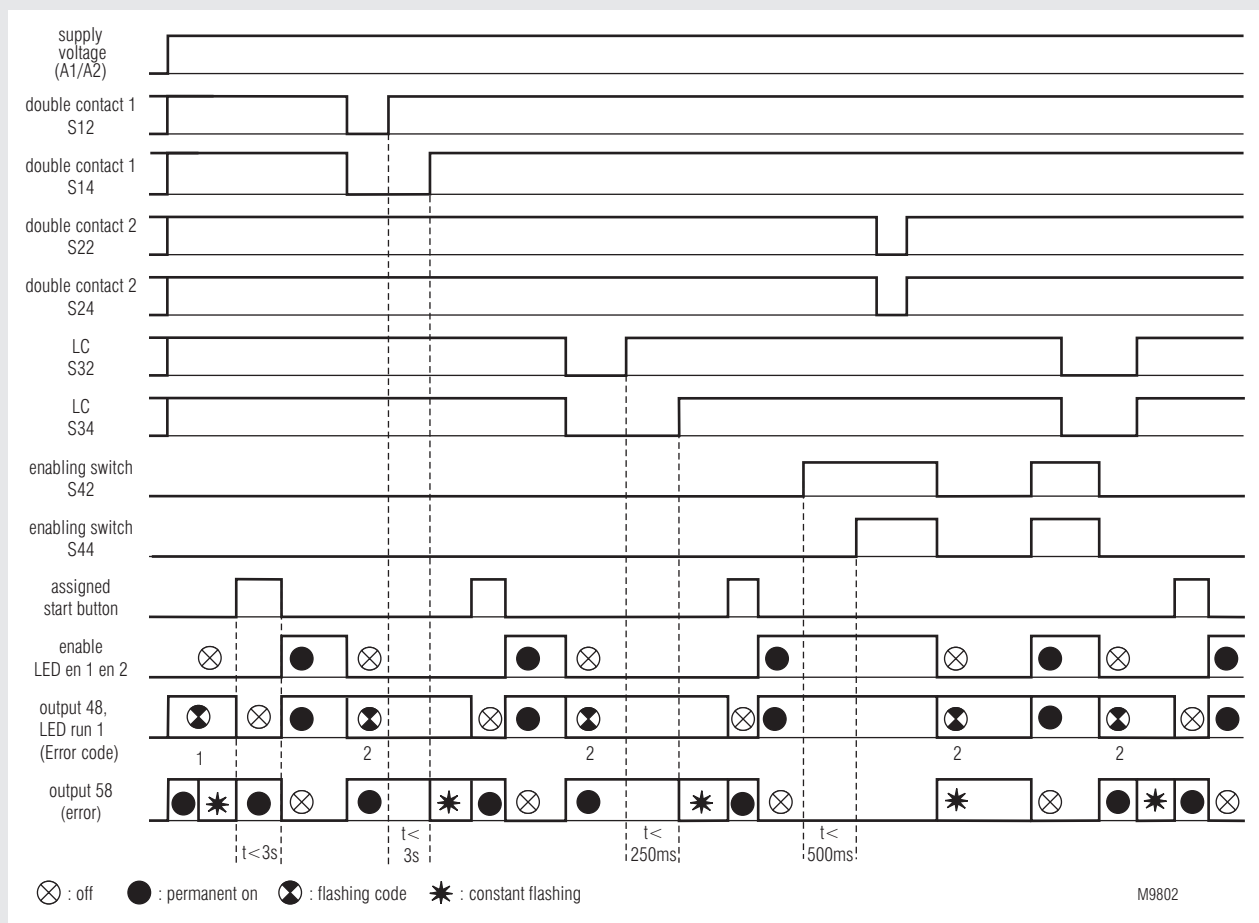 supply
voltage
(A1/A2)
double contact 1
S12
double contact 1
S14
double contact 2
S22
double contact 2
S24
LC
S32
LC
S34
enabling switch
S42
enabling switch
S44
assigned
start button
enable
LED en 1 en 2
output 48,
LED run 1
(Error code)
1
2
2
2
2
output 58
(error)
t<3s
t<
3s
t<
250ms
t<
500ms
: off
: permanent on
: flashing code
: constant flashing
M9802